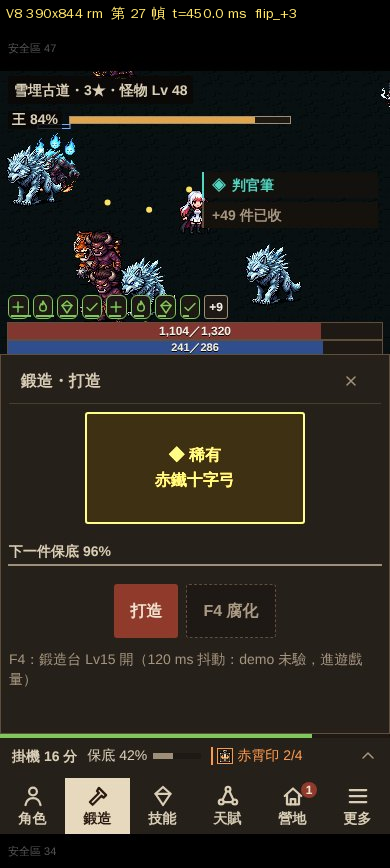 V8 390x844 rm 第 27 幀 t=450.0 ms flip_+3
安全區 47
雪埋古道・3★・怪物 Lv 48
王 84%
◈ 判官筆
+49 件已收
+9
1,104／1,320
241／286
鍛造・打造
◆ 稀有
赤鐵十字弓
下一件保底 96%
打造
F4 腐化
F4：鍛造台 Lv15 開（120 ms 抖動：demo 未驗，進遊戲
量）
掛機 16 分
保底 42%
赤霄印 2/4
角色
鍛造
技能
天賦
營地
1
更多
安全區 34